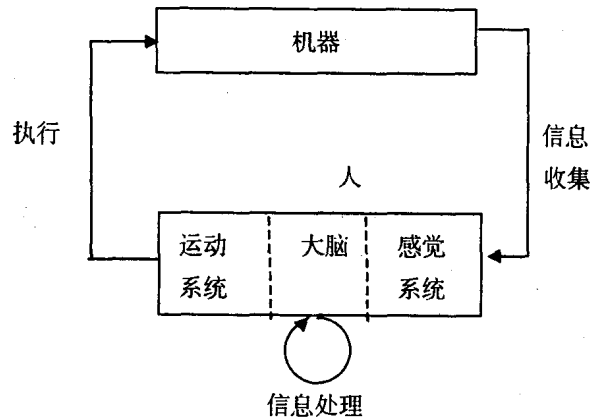 机器
执行
信息
收集
人
运动
系统
大脑
感觉
系统
信息处理